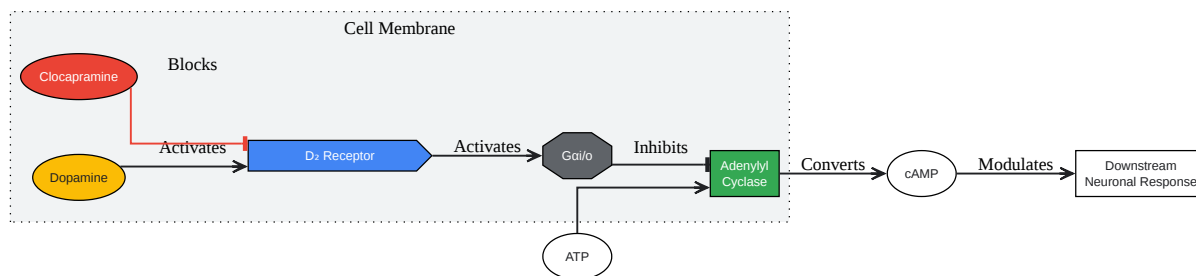 Cell Membrane
Clocapramine
Blocks
Activates
Dopamine
D₂ Receptor
Activates
Gαi/o
Inhibits
Adenylyl
Cyclase
Converts
cAMP
Modulates
Downstream
Neuronal Response
ATP